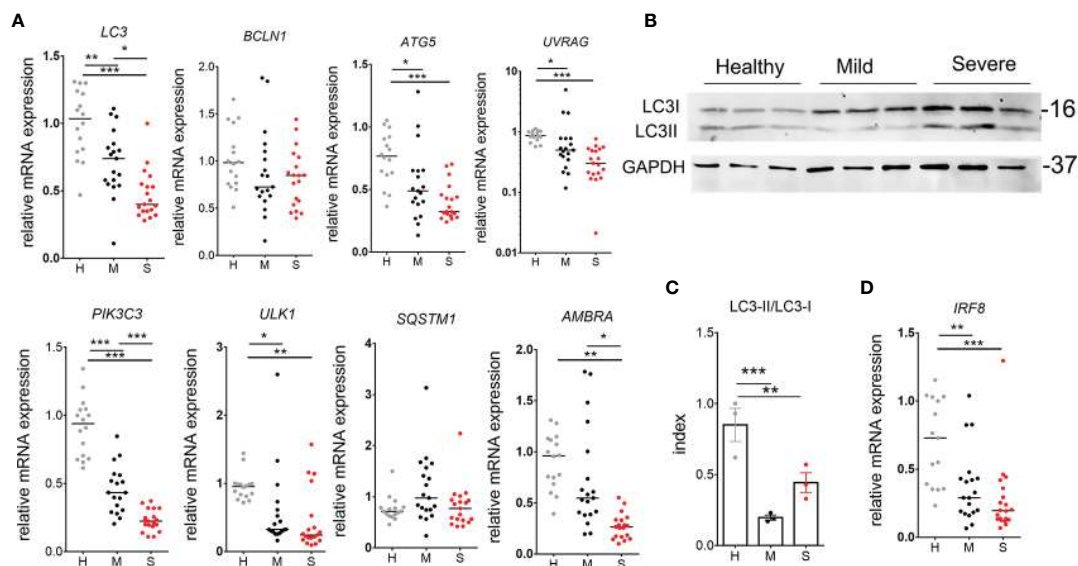 A
LC3
BCLN1
ATG5
UVRAG
** *
***
*
***
*
***
relative mRNA expression
relative mRNA expression
relative mRNA expression
relative mRNA expression
1.5
1.0
0.5
0.0
2.0
1.5
1.0
0.5
0.0
1.5
1.0
0.5
0.0
10
1
0.1
0.01
H M S
H M S
H M S
H M S
B
Healthy Mild Severe
LC3I
LC3II
GAPDH
-16
-37
PIK3C3
ULK1
SQSTM1
AMBRA
*** ***
***
*
**
*
**
relative mRNA expression
relative mRNA expression
relative mRNA expression
relative mRNA expression
1.5
1.0
0.5
0.0
3
2
1
0
4
3
2
1
0
2.0
1.5
1.0
0.5
0.0
H M S
H M S
H M S
H M S
C
LC3-II/LC3-I
***
**
index
1.5
1.0
0.5
0.0
H M S
D
IRF8
**
***
relative mRNA expression
1.5
1.0
0.5
0.0
H M S